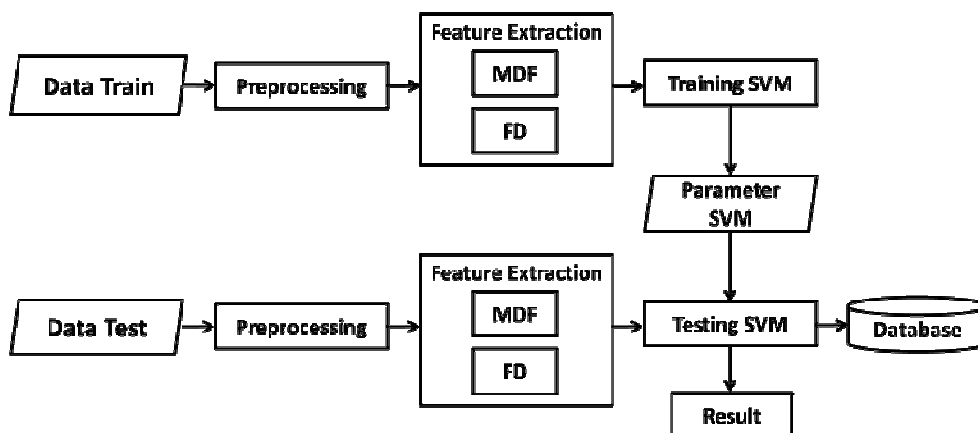 Feature Extraction
Data Train
Preprocessing
MDF
FD
Training SVM
Parameter
SVM
Feature Extraction
Data Test
Preprocessing
MDF
FD
Testing SVM
Database
Result